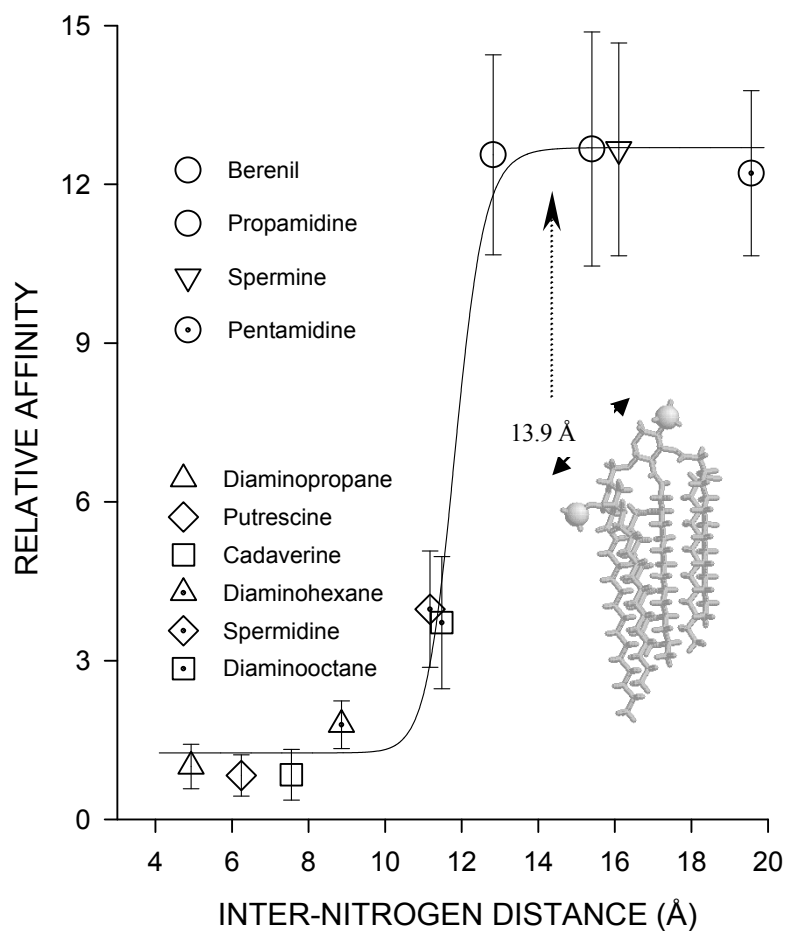 15
12
9
6
3
0
RELATIVE AFFINITY
Berenil
Propamidine
Spermine
Pentamidine
13.9 Å
Diaminopropane
Putrescine
Cadaverine
Diaminohexane
Spermidine
Diaminooctane
4 6 8 10 12 14 16 18 20
INTER-NITROGEN DISTANCE (Å)